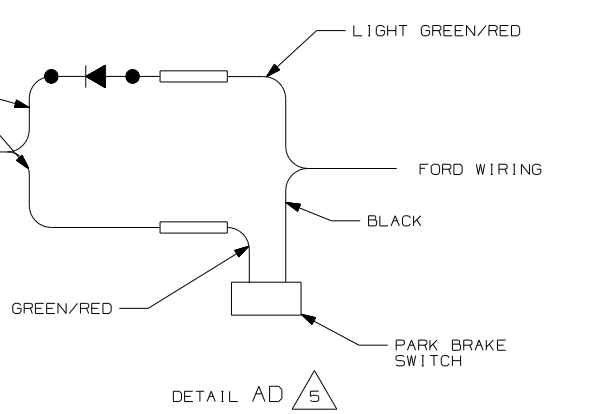 LIGHT GREEN/RED
FORD WIRING
BLACK
GREEN/RED
PARK BRAKE
SWITCH
DETAIL AD 5